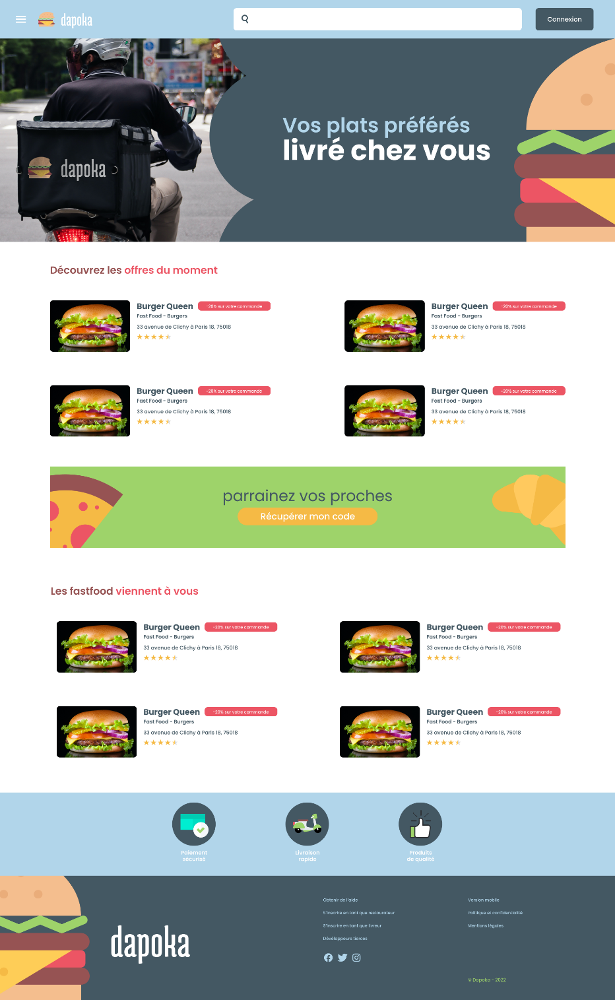 dapoka
Connexion
Vos plats préférés
livré chez vous
dapoka
Découvrez les offres du moment
Burger Queen -20% sur votre commande
Fast Food - Burgers
33 avenue de Clichy à Paris 18, 75018
Burger Queen -20% sur votre commande
Fast Food - Burgers
33 avenue de Clichy à Paris 18, 75018
Burger Queen -20% sur votre commande
Fast Food - Burgers
33 avenue de Clichy à Paris 18, 75018
Burger Queen -20% sur votre commande
Fast Food - Burgers
33 avenue de Clichy à Paris 18, 75018
parrainez vos proches
Récupérer mon code
Les fastfood viennent à vous
Burger Queen -20% sur votre commande
Fast Food - Burgers
33 avenue de Clichy à Paris 18, 75018
Burger Queen -20% sur votre commande
Fast Food - Burgers
33 avenue de Clichy à Paris 18, 75018
Burger Queen -20% sur votre commande
Fast Food - Burgers
33 avenue de Clichy à Paris 18, 75018
Burger Queen -20% sur votre commande
Fast Food - Burgers
33 avenue de Clichy à Paris 18, 75018
Paiement
sécurisé
Livraison
rapide
Produits
de qualité
dapoka
Obtenir de l'aide
S'inscrire en tant que restaurateur
S'inscrire en tant que livreur
Dévéloppeurs tierces
Version mobile
Politique et confidentialité
Mentions légales
© Dapoka - 2022